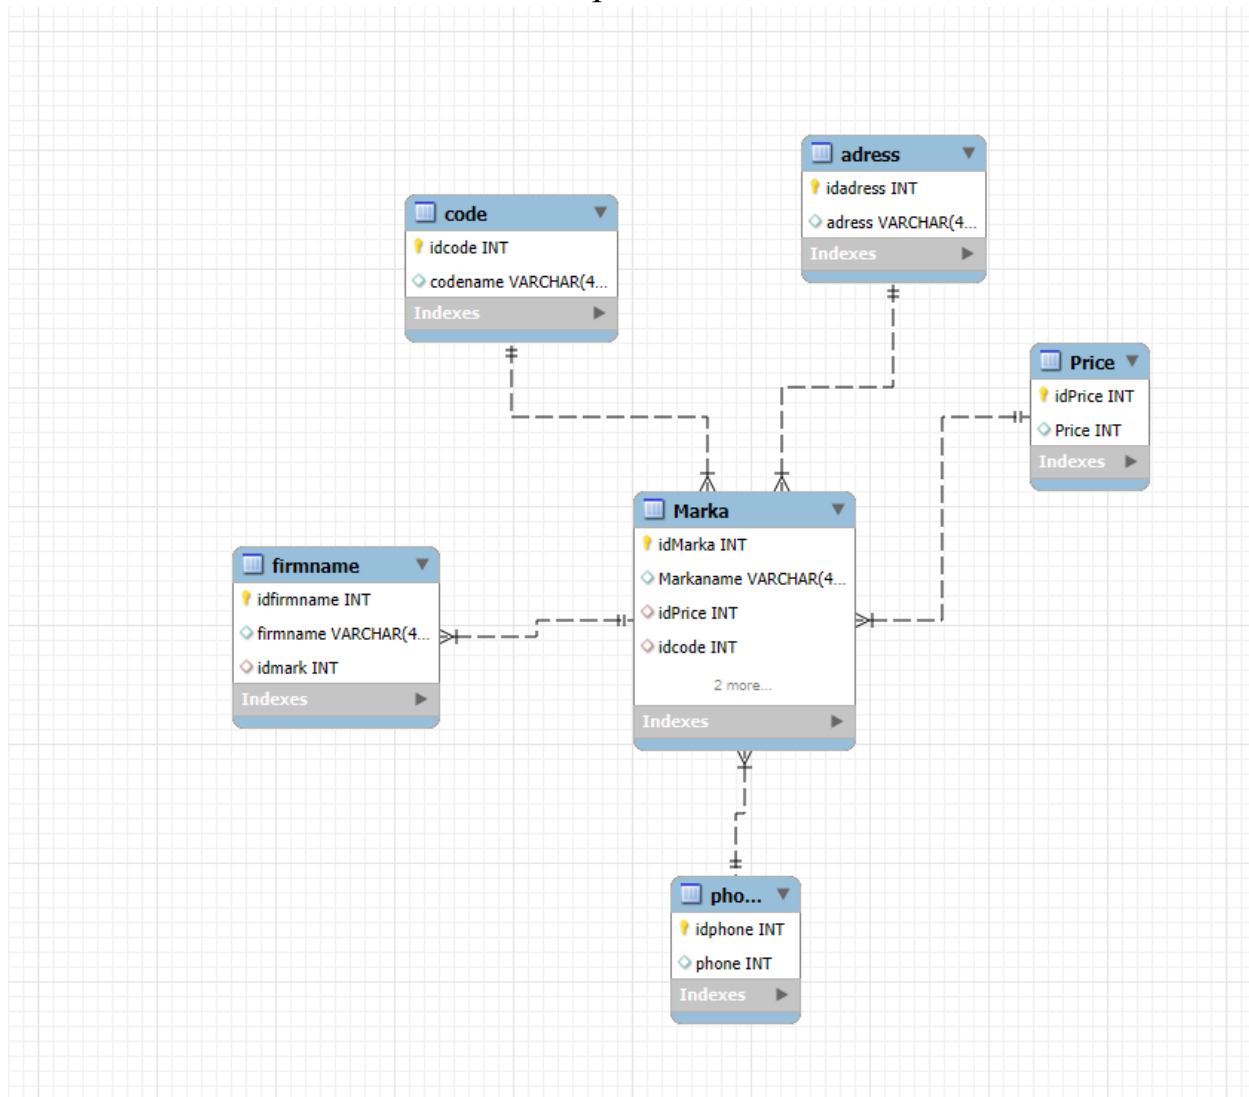 code
idcode INT
codename VARCHAR(4...
Indexes
adress
idadress INT
adress VARCHAR(4...
Indexes
Price
idPrice INT
Price INT
Indexes
firmname
idfirmname INT
firmname VARCHAR(4...
idmark INT
Indexes
Marka
idMarka INT
Markaname VARCHAR(4...
idPrice INT
idcode INT
2 more...
Indexes
pho...
idphone INT
phone INT
Indexes